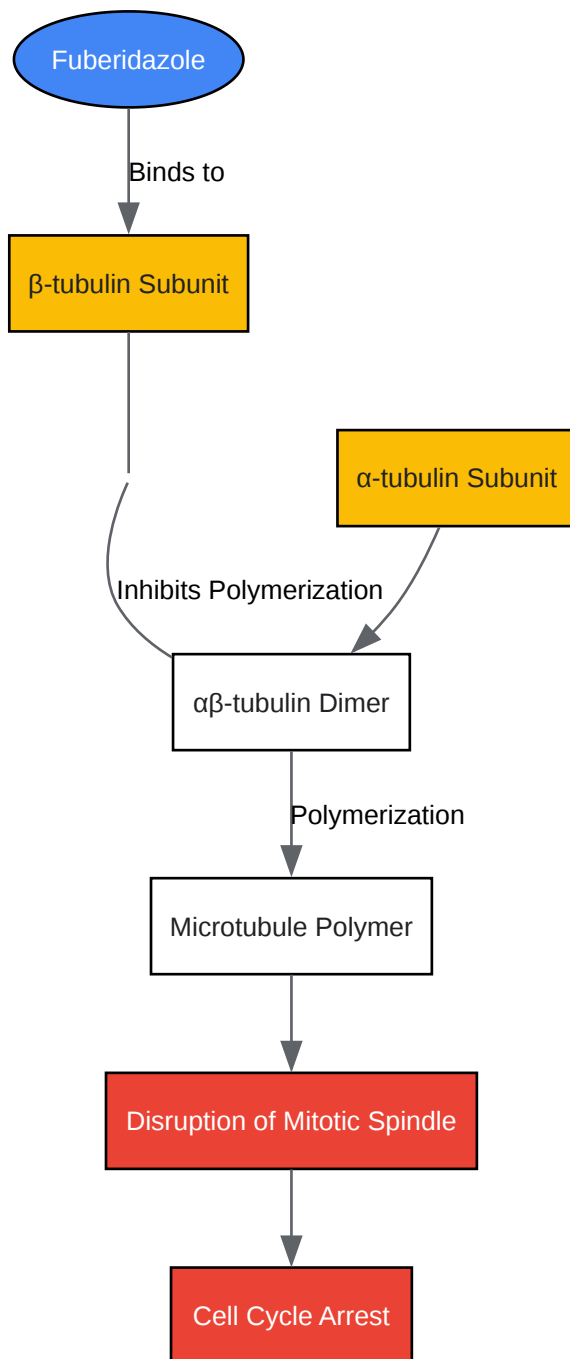 Fuberidazole
Binds to
β-tubulin Subunit
α-tubulin Subunit
Inhibits Polymerization
αβ-tubulin Dimer
Polymerization
Microtubule Polymer
Disruption of Mitotic Spindle
Cell Cycle Arrest